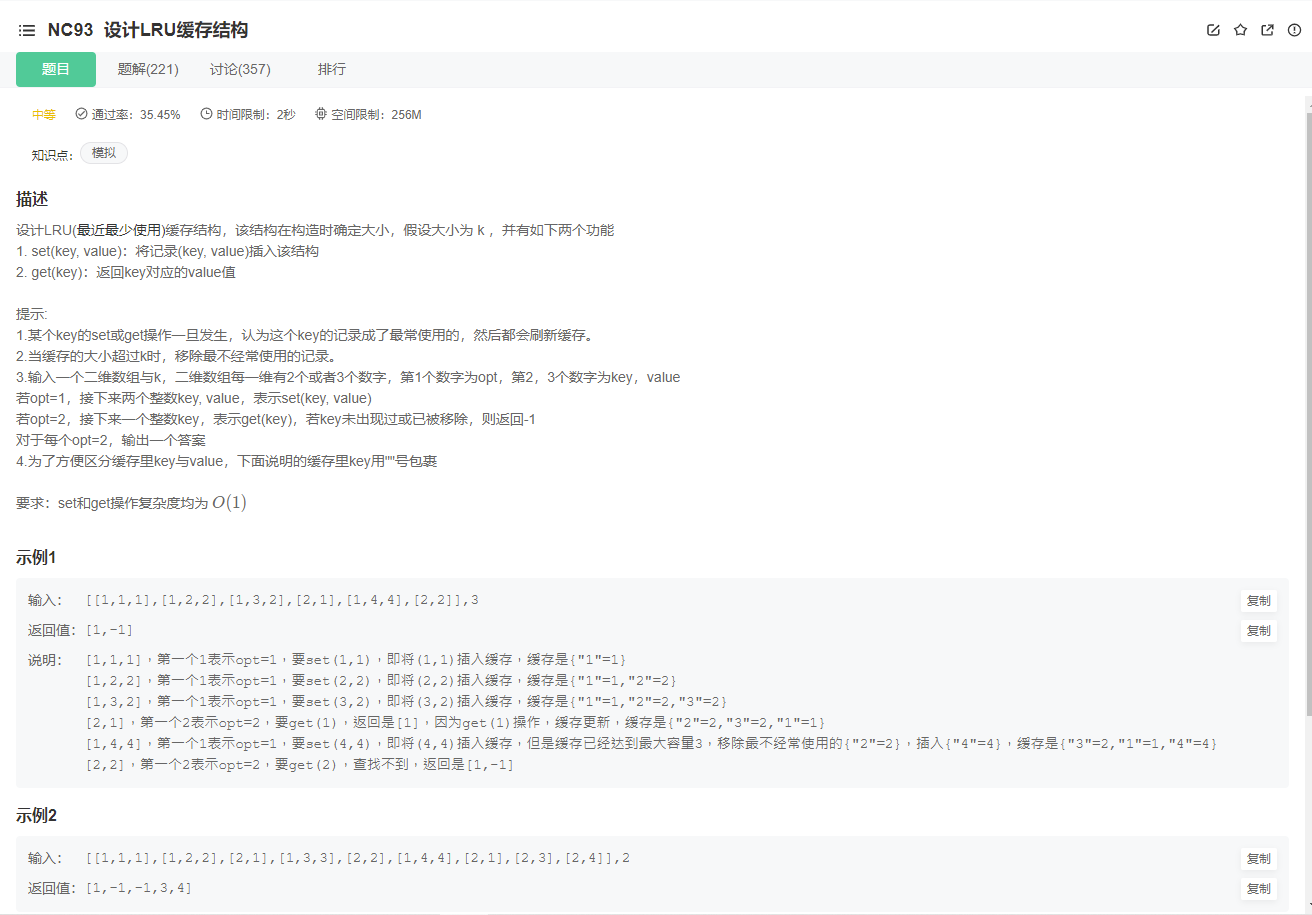 NC93 设计LRU缓存结构
题目 题解(221) 讨论(357) 排行
中等 通过率：35.45% 时间限制：2秒 空间限制：256M
知识点： 模拟
描述
设计LRU(最近最少使用)缓存结构，该结构在构造时确定大小，假设大小为 k ，并有如下两个功能
1. set(key, value)：将记录(key, value)插入该结构
2. get(key)：返回key对应的value值
提示:
1.某个key的set或get操作一旦发生，认为这个key的记录成了最常使用的，然后都会刷新缓存。
2.当缓存的大小超过k时，移除最不经常使用的记录。
3.输入一个二维数组与k，二维数组每一维有2个或者3个数字，第1个数字为opt，第2，3个数字为key，value
若opt=1，接下来两个整数key, value，表示set(key, value)
若opt=2，接下来一个整数key，表示get(key)，若key未出现过或已被移除，则返回-1
对于每个opt=2，输出一个答案
4.为了方便区分缓存里key与value，下面说明的缓存里key用""号包裹
要求：set和get操作复杂度均为 O(1)
示例1
输入： [[1,1,1],[1,2,2],[1,3,2],[2,1],[1,4,4],[2,2]],3 复制
返回值： [1,-1] 复制
说明： [1,1,1]，第一个1表示opt=1，要set(1,1)，即将(1,1)插入缓存，缓存是{"1"=1}
[1,2,2]，第一个1表示opt=1，要set(2,2)，即将(2,2)插入缓存，缓存是{"1"=1,"2"=2}
[1,3,2]，第一个1表示opt=1，要set(3,2)，即将(3,2)插入缓存，缓存是{"1"=1,"2"=2,"3"=2}
[2,1]，第一个2表示opt=2，要get(1)，返回是[1]，因为get(1)操作，缓存更新，缓存是{"2"=2,"3"=2,"1"=1}
[1,4,4]，第一个1表示opt=1，要set(4,4)，即将(4,4)插入缓存，但是缓存已经达到最大容量3，移除最不经常使用的{"2"=2}，插入{"4"=4}，缓存是{"3"=2,"1"=1,"4"=4}
[2,2]，第一个2表示opt=2，要get(2)，查找不到，返回是[1,-1]
示例2
输入： [[1,1,1],[1,2,2],[2,1],[1,3,3],[2,2],[1,4,4],[2,1],[2,3],[2,4]],2 复制
返回值： [1,-1,-1,3,4] 复制